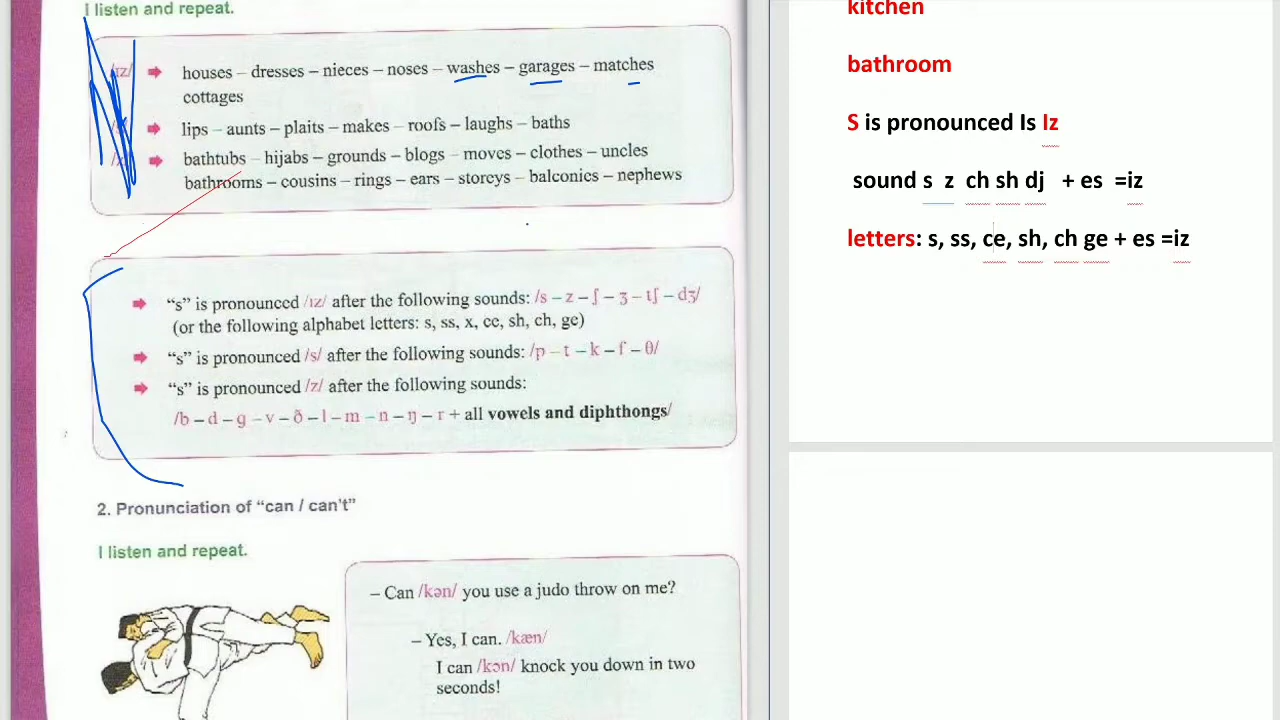 I listen and repeat.
/ɪz/ ➡ houses – dresses – nieces – noses – washes – garages – matches
cottages
➡ lips – aunts – plaits – makes – roofs – laughs – baths
➡ bathtubs – hijabs – grounds – blogs – moves – clothes – uncles
bathrooms – cousins – rings – ears – storeys – balconies – nephews
➡ “s” is pronounced /ɪz/ after the following sounds: /s – z – ʃ – ʒ – tʃ – dʒ/
(or the following alphabet letters: s, ss, x, ce, sh, ch, ge)
➡ “s” is pronounced /s/ after the following sounds: /p – t – k – f – θ/
➡ “s” is pronounced /z/ after the following sounds:
/b – d – g – v – ð – l – m – n – ŋ – r + all vowels and diphthongs/
2. Pronunciation of “can / can’t”
I listen and repeat.
– Can /kən/ you use a judo throw on me?
– Yes, I can. /kæn/
I can /kən/ knock you down in two
seconds!
kitchen
bathroom
S is pronounced Is Iz
sound s z ch sh dj + es =iz
letters: s, ss, ce, sh, ch ge + es =iz